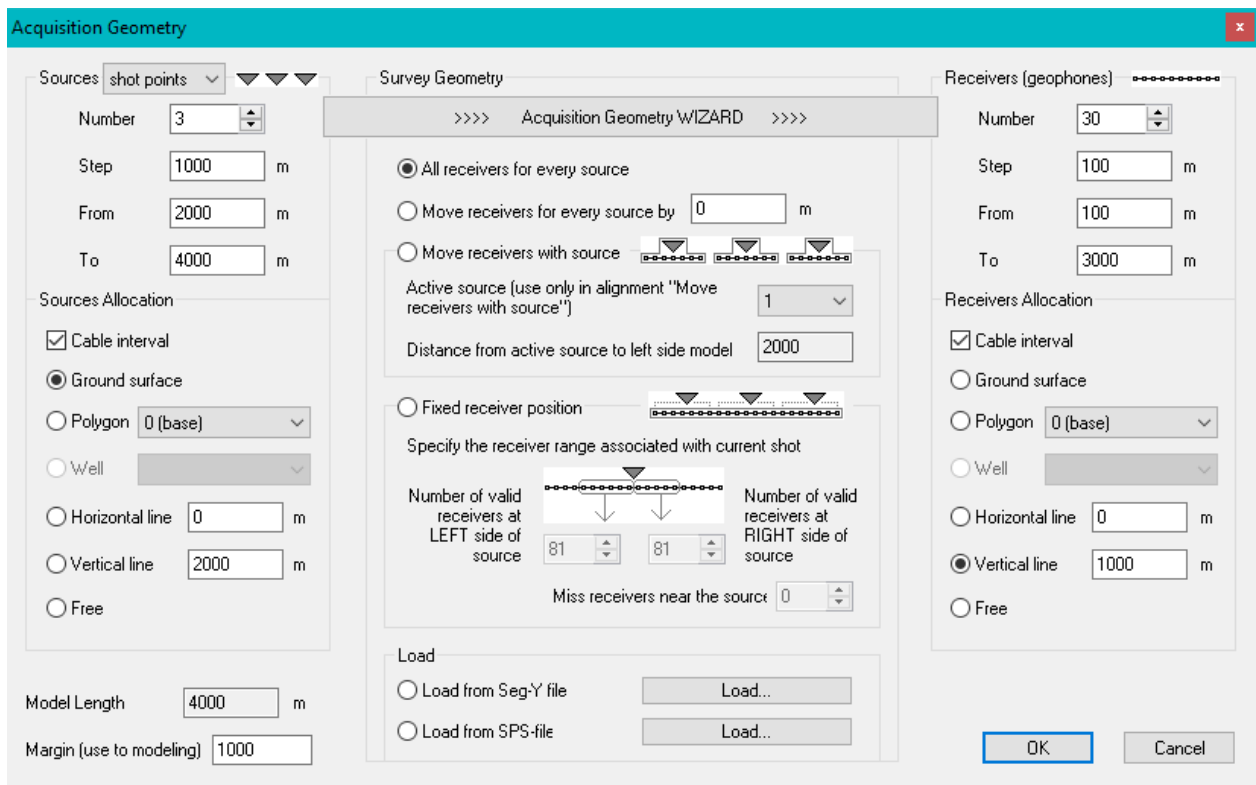 Acquisition Geometry
x
Sources shot points
Number 3
Step 1000 m
From 2000 m
To 4000 m
Sources Allocation
Cable interval
Ground surface
Polygon 0 (base)
Well
Horizontal line 0 m
Vertical line 2000 m
Free
Model Length 4000 m
Margin (use to modeling) 1000
Survey Geometry
>>>> Acquisition Geometry WIZARD >>>>
All receivers for every source
Move receivers for every source by 0 m
Move receivers with source
Active source (use only in alignment "Move
receivers with source") 1
Distance from active source to left side model 2000
Fixed receiver position
Specify the receiver range associated with current shot
Number of valid
receivers at
LEFT side of
source
81
81
Number of valid
receivers at
RIGHT side of
source
Miss receivers near the source 0
Load
Load from Seg-Y file Load...
Load from SPS-file Load...
Receivers (geophones)
Number 30
Step 100 m
From 100 m
To 3000 m
Receivers Allocation
Cable interval
Ground surface
Polygon 0 (base)
Well
Horizontal line 0 m
Vertical line 1000 m
Free
OK Cancel